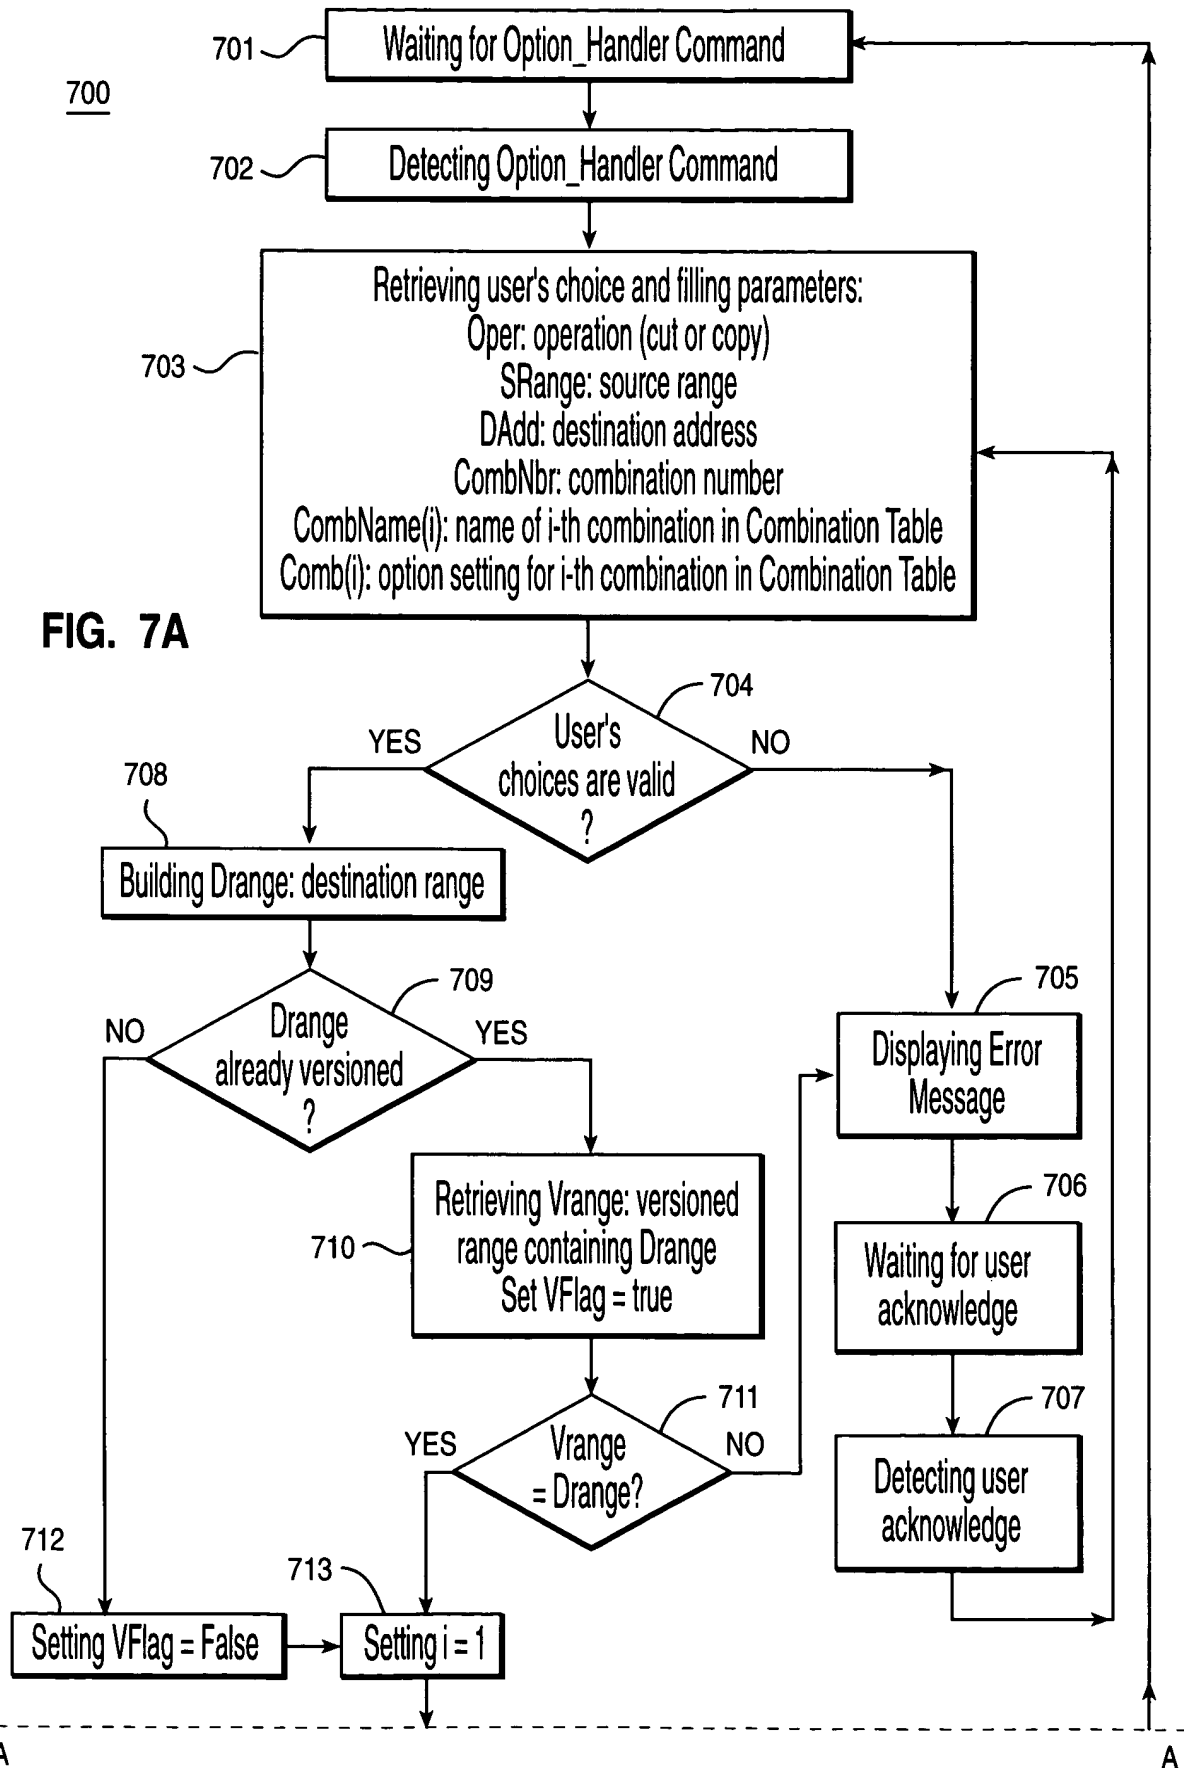 701
Waiting for Option_Handler Command
700
702
Detecting Option_Handler Command
703
Retrieving user's choice and filling parameters:
Oper: operation (cut or copy)
SRange: source range
DAdd: destination address
CombNbr: combination number
CombName(i): name of i-th combination in Combination Table
Comb(i): option setting for i-th combination in Combination Table
FIG. 7A
704
User's
choices are valid
?
YES
NO
708
Building Drange: destination range
709
Drange
already versioned
?
NO
YES
705
Displaying Error
Message
710
Retrieving Vrange: versioned
range containing Drange
Set VFlag = true
706
Waiting for user
acknowledge
711
Vrange
= Drange?
YES
NO
707
Detecting user
acknowledge
712
Setting VFlag = False
713
Setting i = 1
A
A